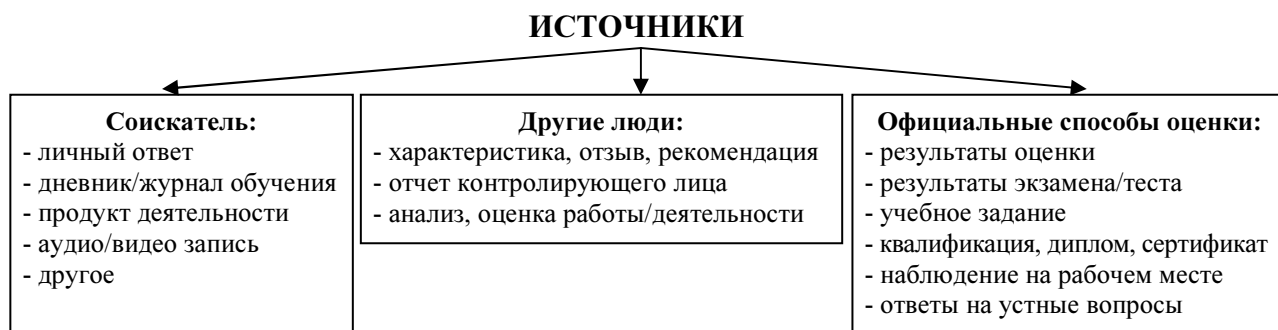 ИСТОЧНИКИ
Соискатель:
- личный ответ
- дневник/журнал обучения
- продукт деятельности
- аудио/видео запись
- другое
Другие люди:
- характеристика, отзыв, рекомендация
- отчет контролирующего лица
- анализ, оценка работы/деятельности
Официальные способы оценки:
- результаты оценки
- результаты экзамена/теста
- учебное задание
- квалификация, диплом, сертификат
- наблюдение на рабочем месте
- ответы на устные вопросы